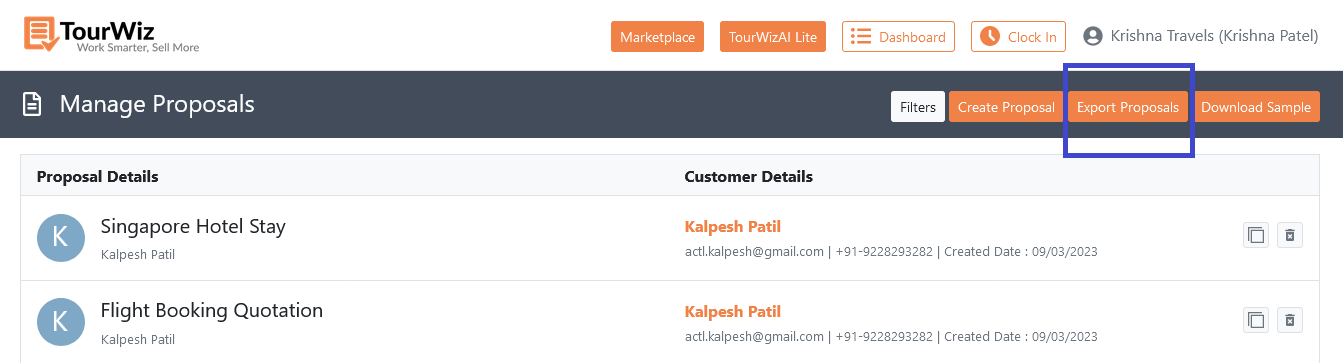 TourWiz
Work Smarter, Sell More
Marketplace
TourWizAI Lite
Dashboard
Clock In
Krishna Travels (Krishna Patel)
Manage Proposals
Filters
Create Proposal
Export Proposals
Download Sample
Proposal Details
Customer Details
K
Singapore Hotel Stay
Kalpesh Patil
Kalpesh Patil
actl.kalpesh@gmail.com | +91-9228293282 | Created Date : 09/03/2023
K
Flight Booking Quotation
Kalpesh Patil
Kalpesh Patil
actl.kalpesh@gmail.com | +91-9228293282 | Created Date : 09/03/2023